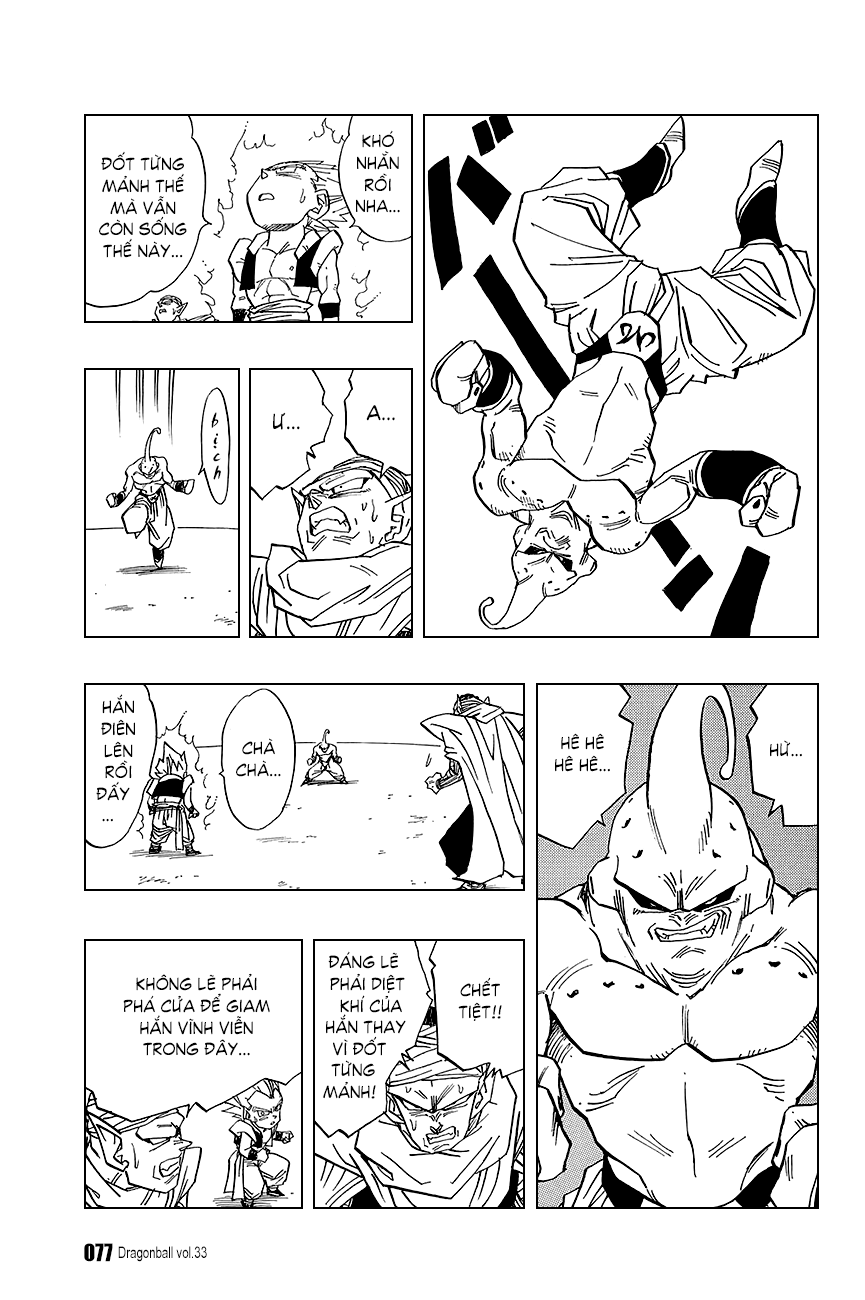 KHÓ
NHẰN
RỒI
NHA...
ĐỐT TỪNG
MẢNH THẾ
MÀ VẪN
CÒN SỐNG
THẾ NÀY...
A...
Ư...
bịch
HỪ...
HÊ HÊ
HÊ HÊ...
CHÀ
CHÀ...
HẮN
ĐIÊN
LÊN
RỒI
ĐẤY
...
CHẾT
TIỆT!!
ĐÁNG LẼ
PHẢI DIỆT
KHÍ CỦA
HẮN THAY
VÌ ĐỐT
TỪNG
MẢNH!
KHÔNG LẼ PHẢI
PHÁ CỬA ĐỂ GIAM
HẮN VĨNH VIỄN
TRONG ĐÂY...
077 Dragonball vol.33